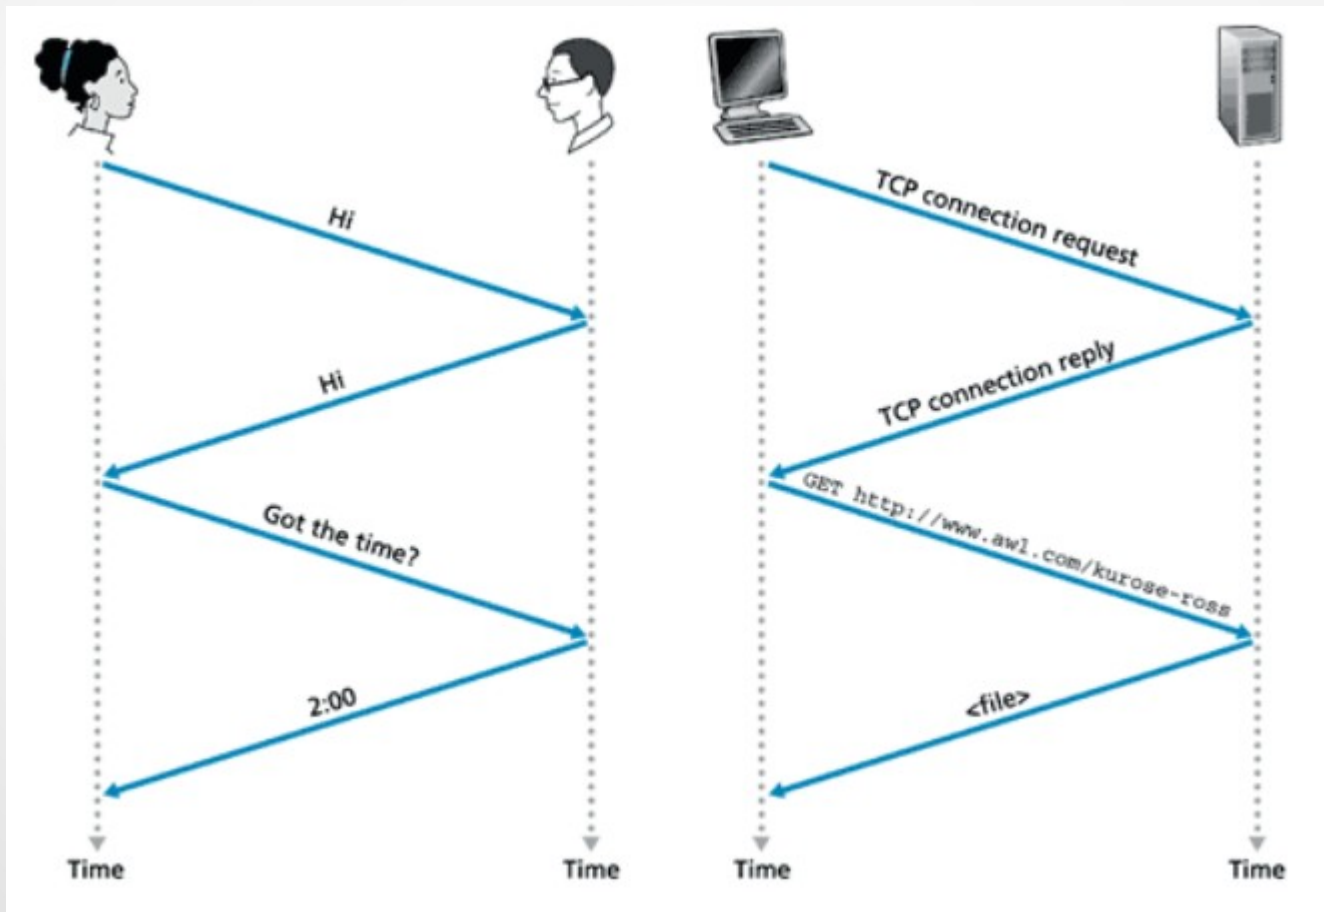 Hi
TCP connection request
Hi
TCP connection reply
Got the time?
GET http://www.awl.com/kurose-ross
2:00
<file>
Time
Time
Time
Time